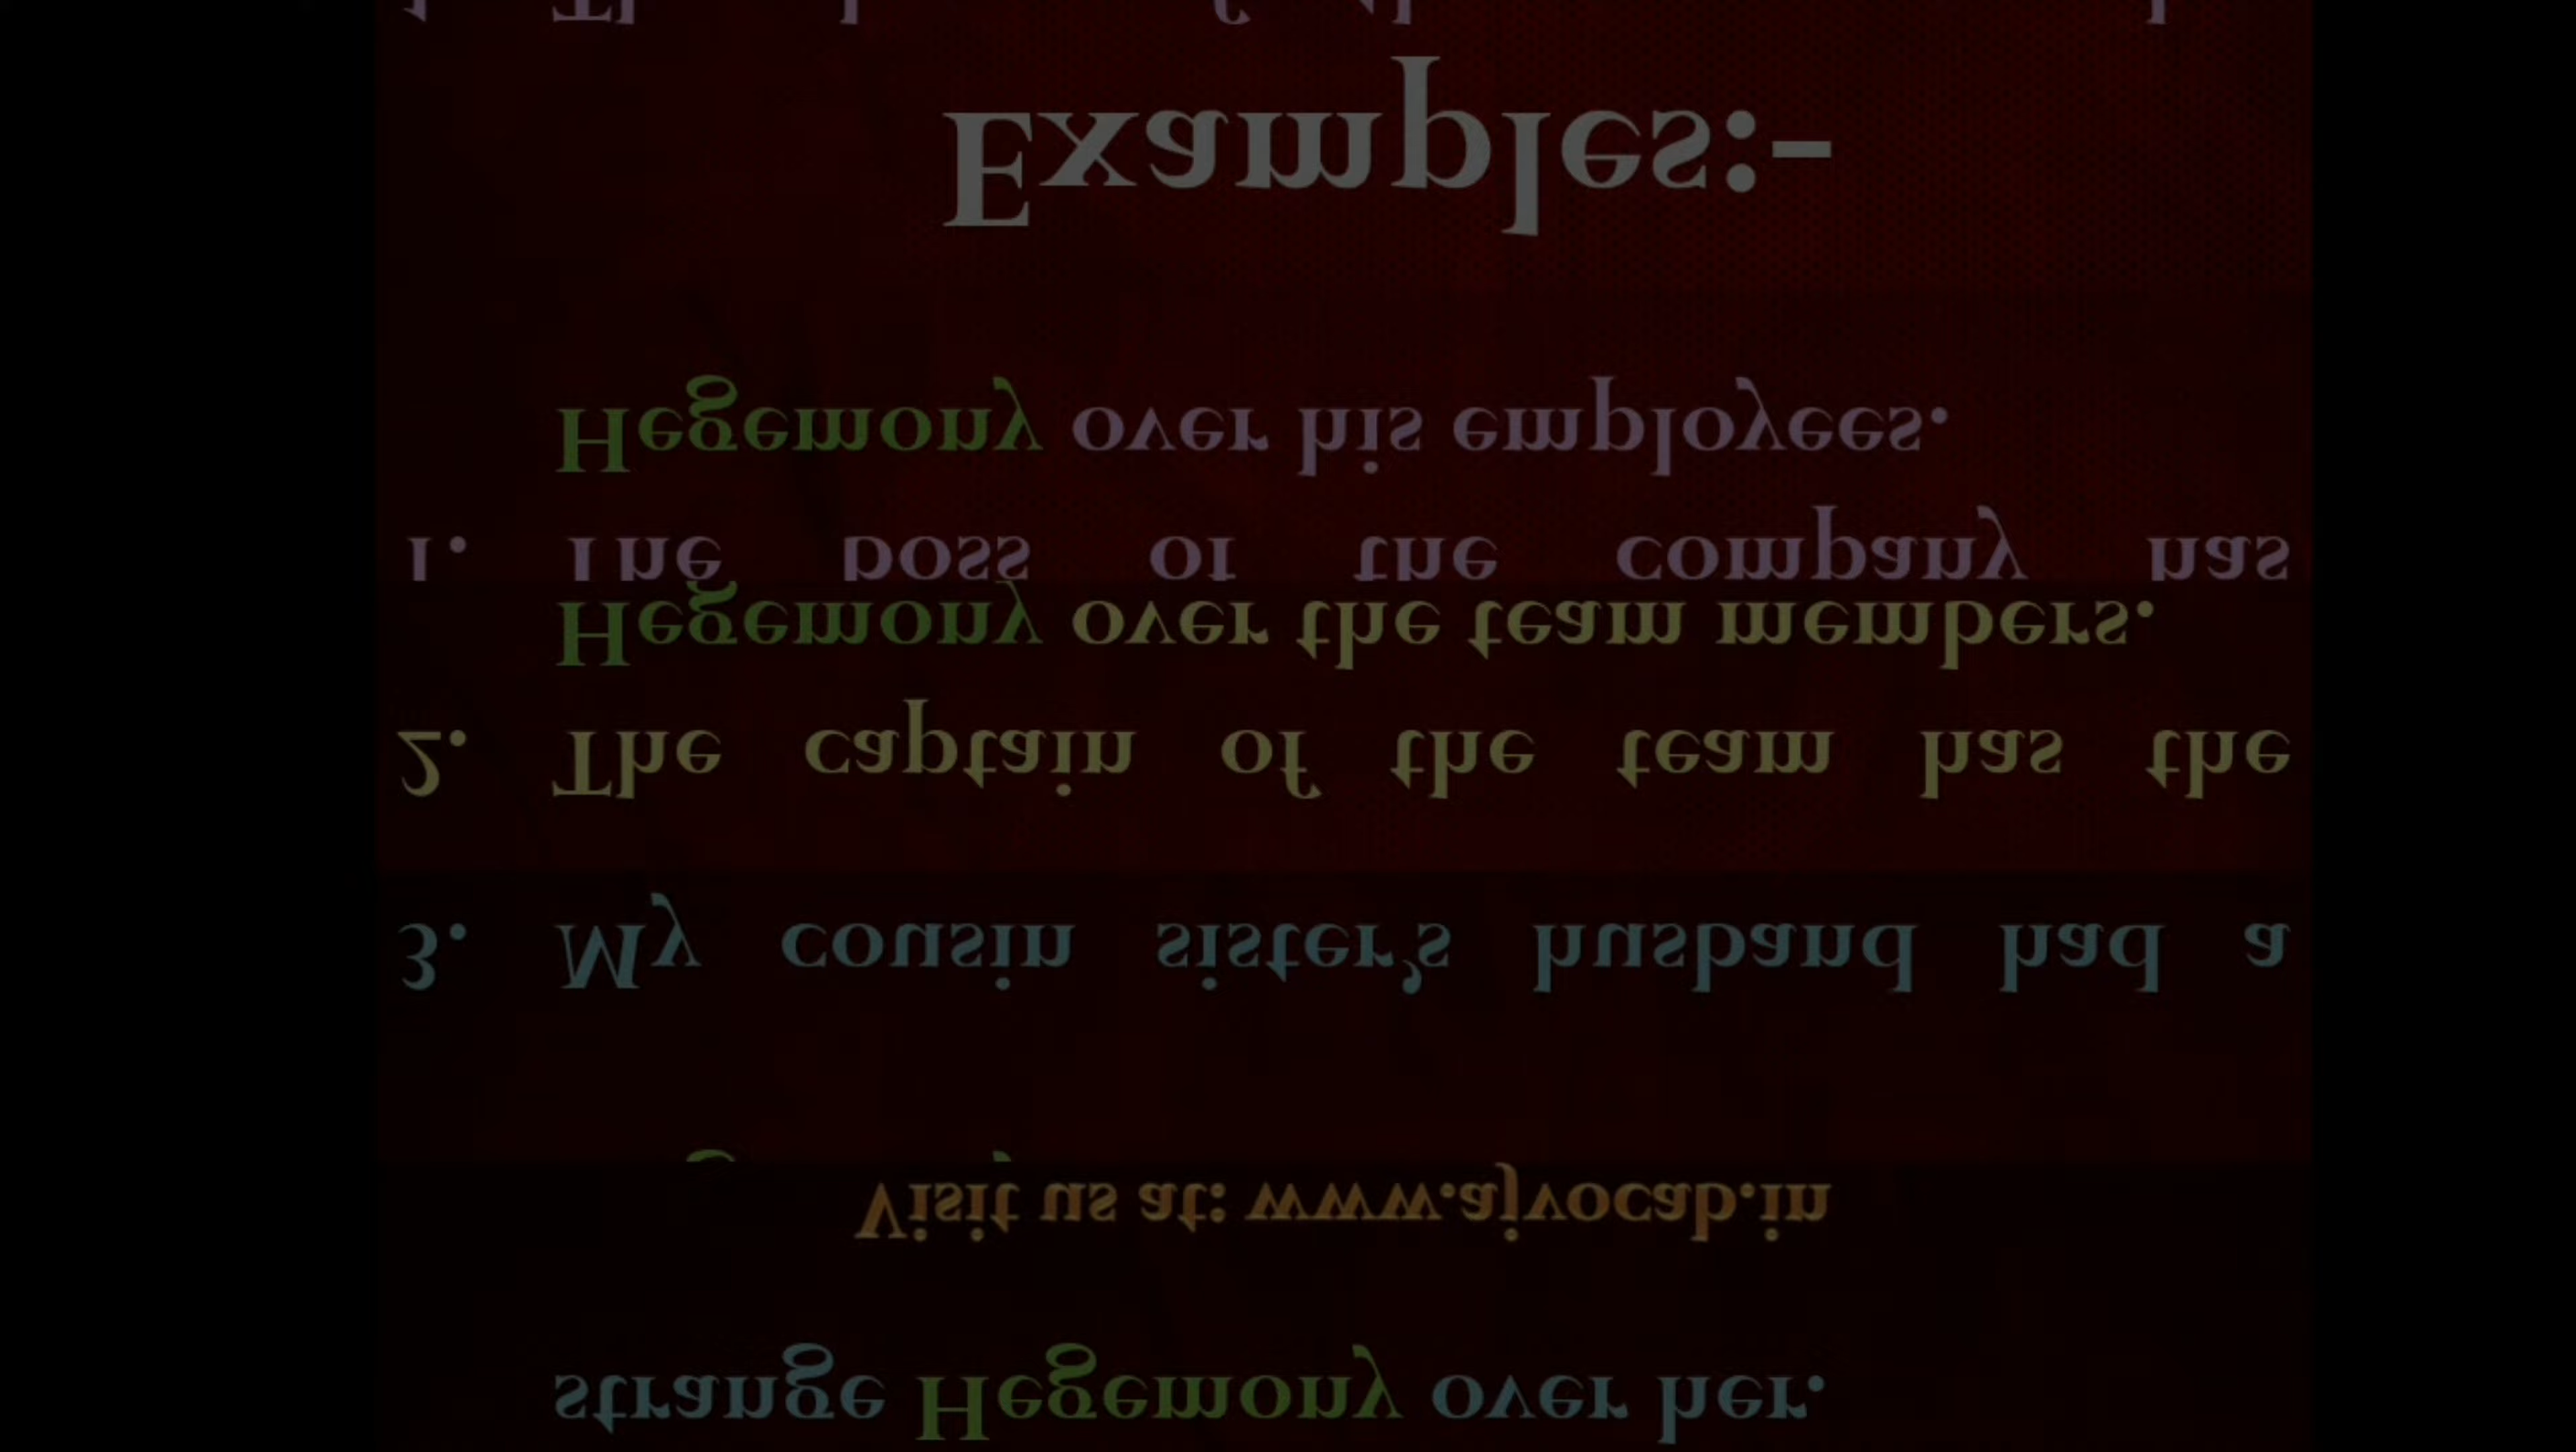 Examples:-
1. The boss of the company has
Hegemony over his employees.
2. The captain of the team has the
Hegemony over the team members.
3. My cousin sister's husband had a
strange Hegemony over her.
Visit us at: www.ajvocab.in